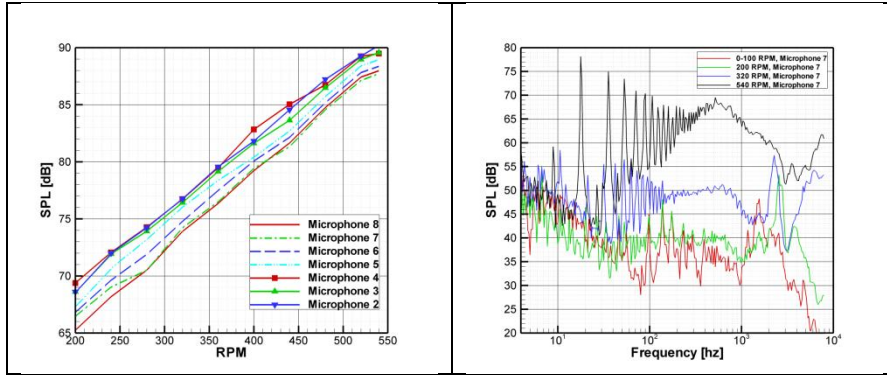 90
85
80
75
70
65
SPL [dB]
200 250 300 350 400 450 500 550
RPM
Microphone 8
Microphone 7
Microphone 6
Microphone 5
Microphone 4
Microphone 3
Microphone 2
80
75
70
65
60
55
50
45
40
35
30
25
20
SPL [dB]
10^1 10^2 10^3 10^4
Frequency [hz]
0-100 RPM, Microphone 7
200 RPM, Microphone 7
320 RPM, Microphone 7
540 RPM, Microphone 7